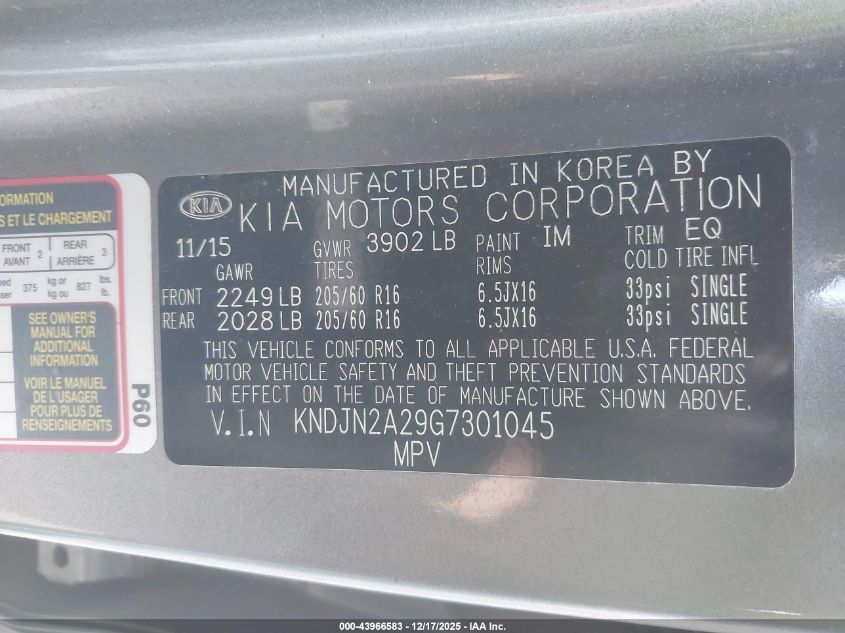 ORMATION
S ET LE CHARGEMENT
FRONT AVANT 2 REAR ARRIÈRE 3
375 kg or kg ou 827 lbs. lb.
SEE OWNER'S
MANUAL FOR
ADDITIONAL
INFORMATION
VOIR LE MANUEL
DE L'USAGER
POUR PLUS DE
RENSEIGNEMENTS
P60
MANUFACTURED IN KOREA BY
KIA KIA MOTORS CORPORATION
11/15 GVWR 3902 LB PAINT IM TRIM EQ
GAWR TIRES RIMS COLD TIRE INFL
FRONT 2249 LB 205/60 R16 6.5JX16 33psi SINGLE
REAR 2028 LB 205/60 R16 6.5JX16 33psi SINGLE
THIS VEHICLE CONFORMS TO ALL APPLICABLE U.S.A. FEDERAL
MOTOR VEHICLE SAFETY AND THEFT PREVENTION STANDARDS
IN EFFECT ON THE DATE OF MANUFACTURE SHOWN ABOVE.
V.I.N KNDJN2A29G7301045
MPV
000-43966583 - 12/17/2025 - IAA Inc.